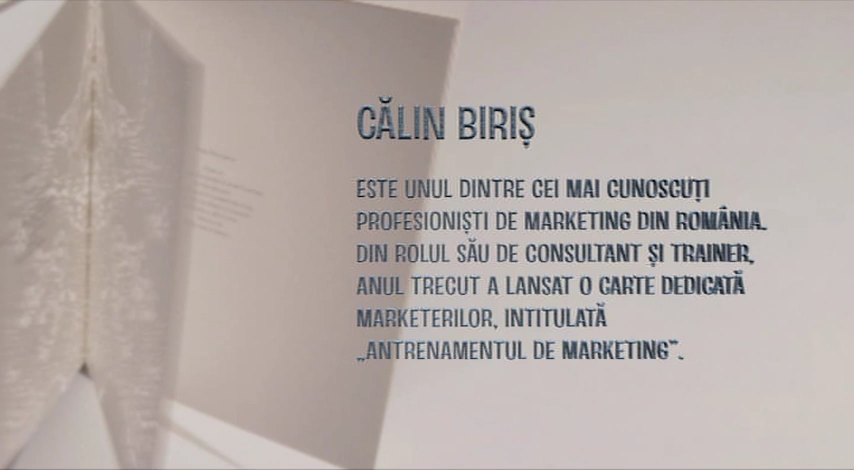 CĂLIN BIRIȘ
ESTE UNUL DINTRE CEI MAI CUNOSCUȚI
PROFESIONIȘTI DE MARKETING DIN ROMÂNIA.
DIN ROLUL SĂU DE CONSULTANT ȘI TRAINER,
ANUL TRECUT A LANSAT O CARTE DEDICATĂ
MARKETERILOR, INTITULATĂ
„ANTRENAMENTUL DE MARKETING”.